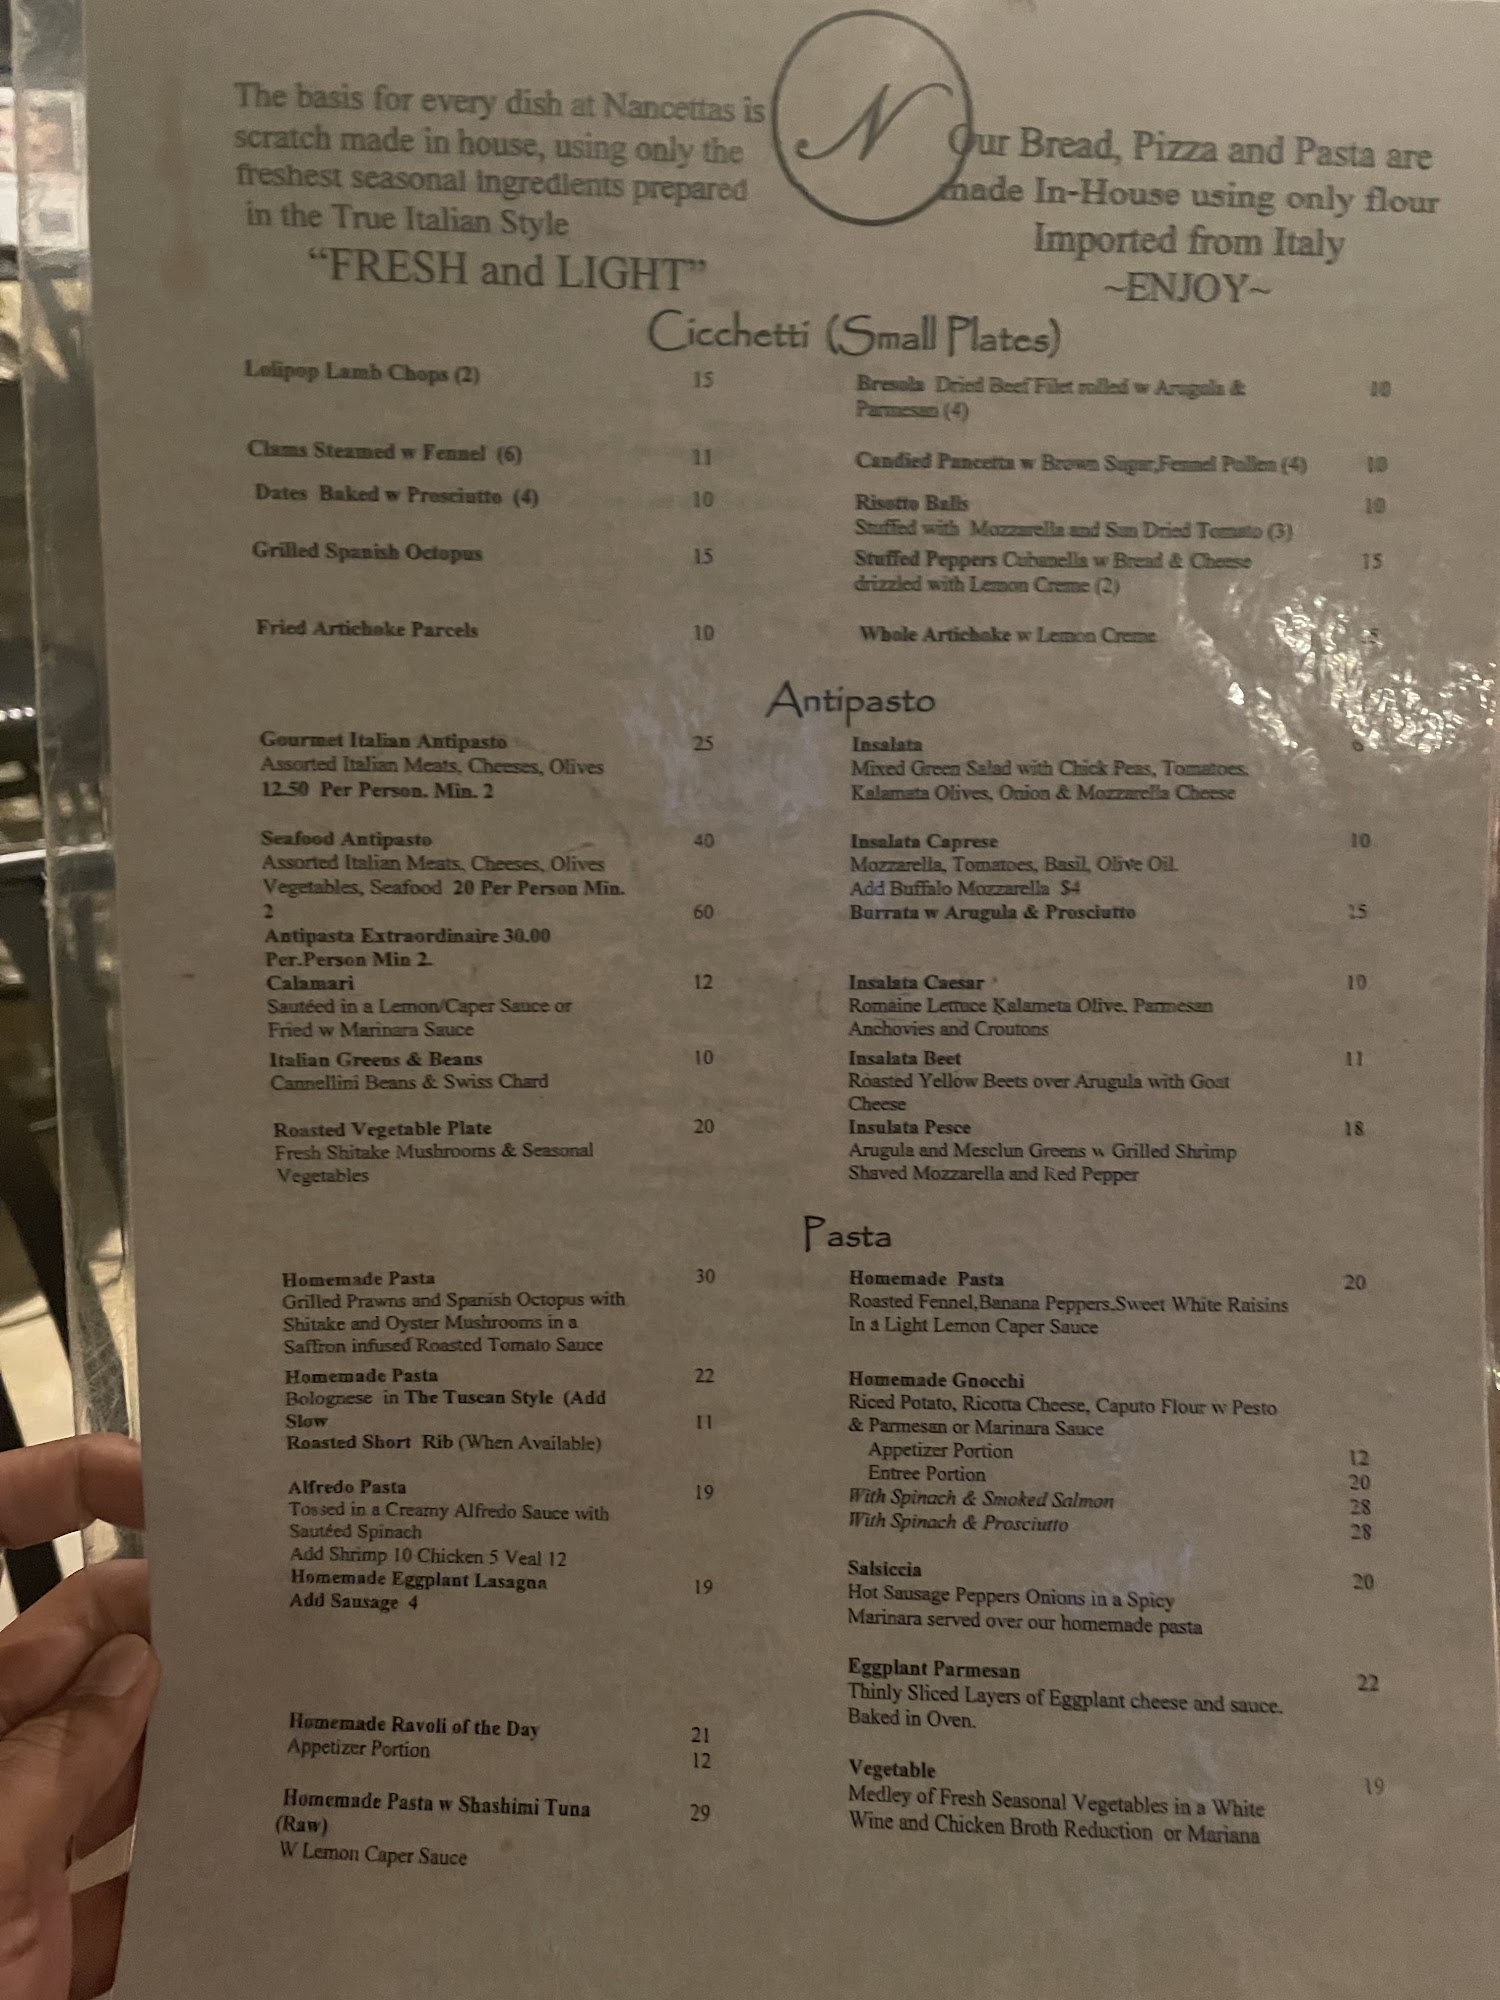 The basis for every dish at Nancettas is
scratch made in house, using only the
freshest seasonal ingredients prepared
in the True Italian Style
"FRESH and LIGHT"
N
Our Bread, Pizza and Pasta are
made In-House using only flour
Imported from Italy
~ENJOY~
Cicchetti (Small Plates)
Lolipop Lamb Chops (2) 15
Clams Steamed w Fennel (6) 11
Dates Baked w Prosciutto (4) 10
Grilled Spanish Octopus 15
Fried Artichoke Parcels 10
Bresola Dried Beef Filet rolled w Arugula & 10
Parmesan (4)
Candied Pancetta w Brown Sugar,Fennel Pollen (4) 10
Risotto Balls 10
Stuffed with Mozzarella and Sun Dried Tomato (3)
Stuffed Peppers Cubanella w Bread & Cheese 15
drizzled with Lemon Creme (2)
Whole Artichoke w Lemon Creme
Antipasto
Gourmet Italian Antipasto 25
Assorted Italian Meats, Cheeses, Olives
12.50 Per Person. Min. 2
Seafood Antipasto 40
Assorted Italian Meats, Cheeses, Olives
Vegetables, Seafood 20 Per Person Min.
2 60
Antipasta Extraordinaire 30.00
Per.Person Min 2.
Calamari 12
Sautéed in a Lemon/Caper Sauce or
Fried w Marinara Sauce
Italian Greens & Beans 10
Cannellini Beans & Swiss Chard
Roasted Vegetable Plate 20
Fresh Shitake Mushrooms & Seasonal
Vegetables
Insalata
Mixed Green Salad with Chick Peas, Tomatoes,
Kalamata Olives, Onion & Mozzarella Cheese
Insalata Caprese 10
Mozzarella, Tomatoes, Basil, Olive Oil.
Add Buffalo Mozzarella $4
Burrata w Arugula & Prosciutto 15
Insalata Caesar 10
Romaine Lettuce Kalameta Olive. Parmesan
Anchovies and Croutons
Insalata Beet 11
Roasted Yellow Beets over Arugula with Goat
Cheese
Insulata Pesce 18
Arugula and Mesclun Greens w Grilled Shrimp
Shaved Mozzarella and Red Pepper
Pasta
Homemade Pasta 30
Grilled Prawns and Spanish Octopus with
Shitake and Oyster Mushrooms in a
Saffron infused Roasted Tomato Sauce
Homemade Pasta 22
Bolognese in The Tuscan Style (Add
Slow 11
Roasted Short Rib (When Available)
Alfredo Pasta 19
Tossed in a Creamy Alfredo Sauce with
Sautéed Spinach
Add Shrimp 10 Chicken 5 Veal 12
Homemade Eggplant Lasagna 19
Add Sausage 4
Homemade Ravoli of the Day 21
Appetizer Portion 12
Homemade Pasta w Shashimi Tuna 29
(Raw)
W Lemon Caper Sauce
Homemade Pasta 20
Roasted Fennel,Banana Peppers.Sweet White Raisins
In a Light Lemon Caper Sauce
Homemade Gnocchi
Riced Potato, Ricotta Cheese, Caputo Flour w Pesto
& Parmesan or Marinara Sauce
Appetizer Portion 12
Entree Portion 20
With Spinach & Smoked Salmon 28
With Spinach & Prosciutto 28
Salsiccia 20
Hot Sausage Peppers Onions in a Spicy
Marinara served over our homemade pasta
Eggplant Parmesan 22
Thinly Sliced Layers of Eggplant cheese and sauce.
Baked in Oven.
Vegetable 19
Medley of Fresh Seasonal Vegetables in a White
Wine and Chicken Broth Reduction or Mariana